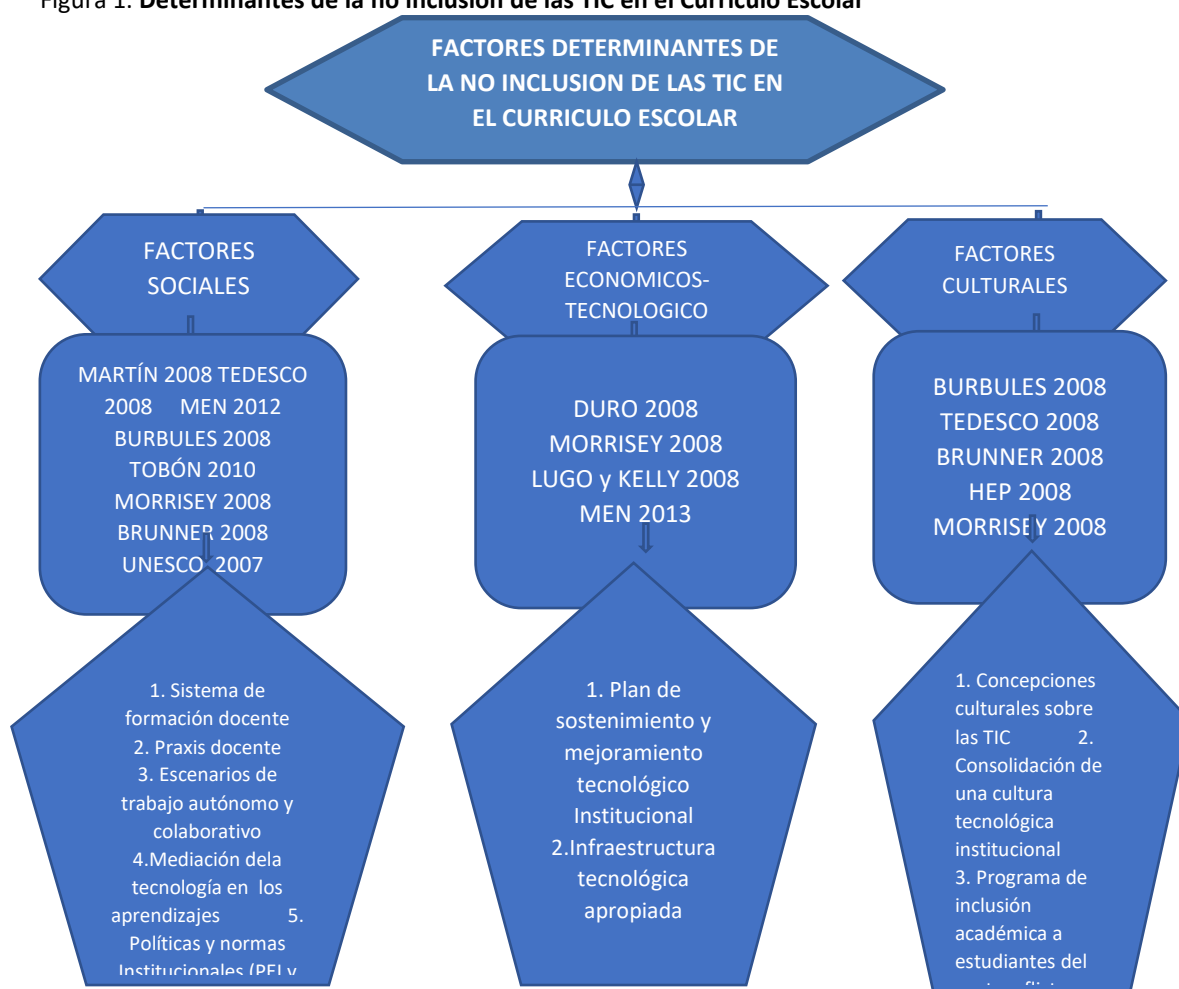 Figura 1. Determinantes de la no inclusión de las TIC en el Currículo Escolar
FACTORES DETERMINANTES DE
LA NO INCLUSION DE LAS TIC EN
EL CURRICULO ESCOLAR
FACTORES
SOCIALES
FACTORES
ECONOMICOS-
TECNOLOGICO
FACTORES
CULTURALES
MARTÍN 2008 TEDESCO
2008 MEN 2012
BURBULES 2008
TOBÓN 2010
MORRISEY 2008
BRUNNER 2008
UNESCO 2007
DURO 2008
MORRISEY 2008
LUGO y KELLY 2008
MEN 2013
BURBULES 2008
TEDESCO 2008
BRUNNER 2008
HEP 2008
MORRISEY 2008
1. Sistema de
formación docente
2. Praxis docente
3. Escenarios de
trabajo autónomo y
colaborativo
4.Mediación dela
tecnología en los
aprendizajes 5.
Políticas y normas
Institucionales (PEI y
1. Plan de
sostenimiento y
mejoramiento
tecnológico
Institucional
2.Infraestructura
tecnológica
apropiada
1. Concepciones
culturales sobre
las TIC 2.
Consolidación de
una cultura
tecnológica
institucional
3. Programa de
inclusión
académica a
estudiantes del